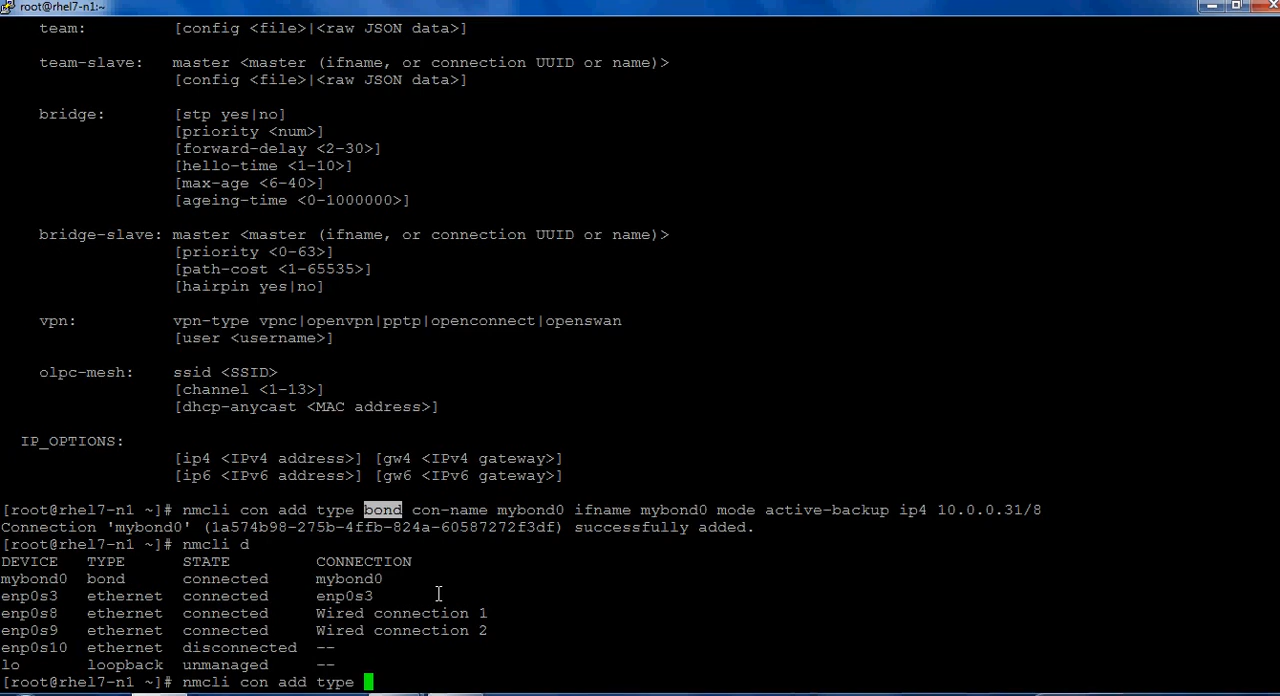 root@rhel7-n1:~
team: [config <file>|<raw JSON data>]
team-slave: master <master (ifname, or connection UUID or name)>
[config <file>|<raw JSON data>]
bridge: [stp yes|no]
[priority <num>]
[forward-delay <2-30>]
[hello-time <1-10>]
[max-age <6-40>]
[ageing-time <0-1000000>]
bridge-slave: master <master (ifname, or connection UUID or name)>
[priority <0-63>]
[path-cost <1-65535>]
[hairpin yes|no]
vpn: vpn-type vpnc|openvpn|pptp|openconnect|openswan
[user <username>]
olpc-mesh: ssid <SSID>
[channel <1-13>]
[dhcp-anycast <MAC address>]
IP_OPTIONS:
[ip4 <IPv4 address>] [gw4 <IPv4 gateway>]
[ip6 <IPv6 address>] [gw6 <IPv6 gateway>]
[root@rhel7-n1 ~]# nmcli con add type bond con-name mybond0 ifname mybond0 mode active-backup ip4 10.0.0.31/8
Connection 'mybond0' (1a574b98-275b-4ffb-824a-60587272f3df) successfully added.
[root@rhel7-n1 ~]# nmcli d
DEVICE TYPE STATE CONNECTION
mybond0 bond connected mybond0
enp0s3 ethernet connected enp0s3
enp0s8 ethernet connected Wired connection 1
enp0s9 ethernet connected Wired connection 2
enp0s10 ethernet disconnected --
lo loopback unmanaged --
[root@rhel7-n1 ~]# nmcli con add type